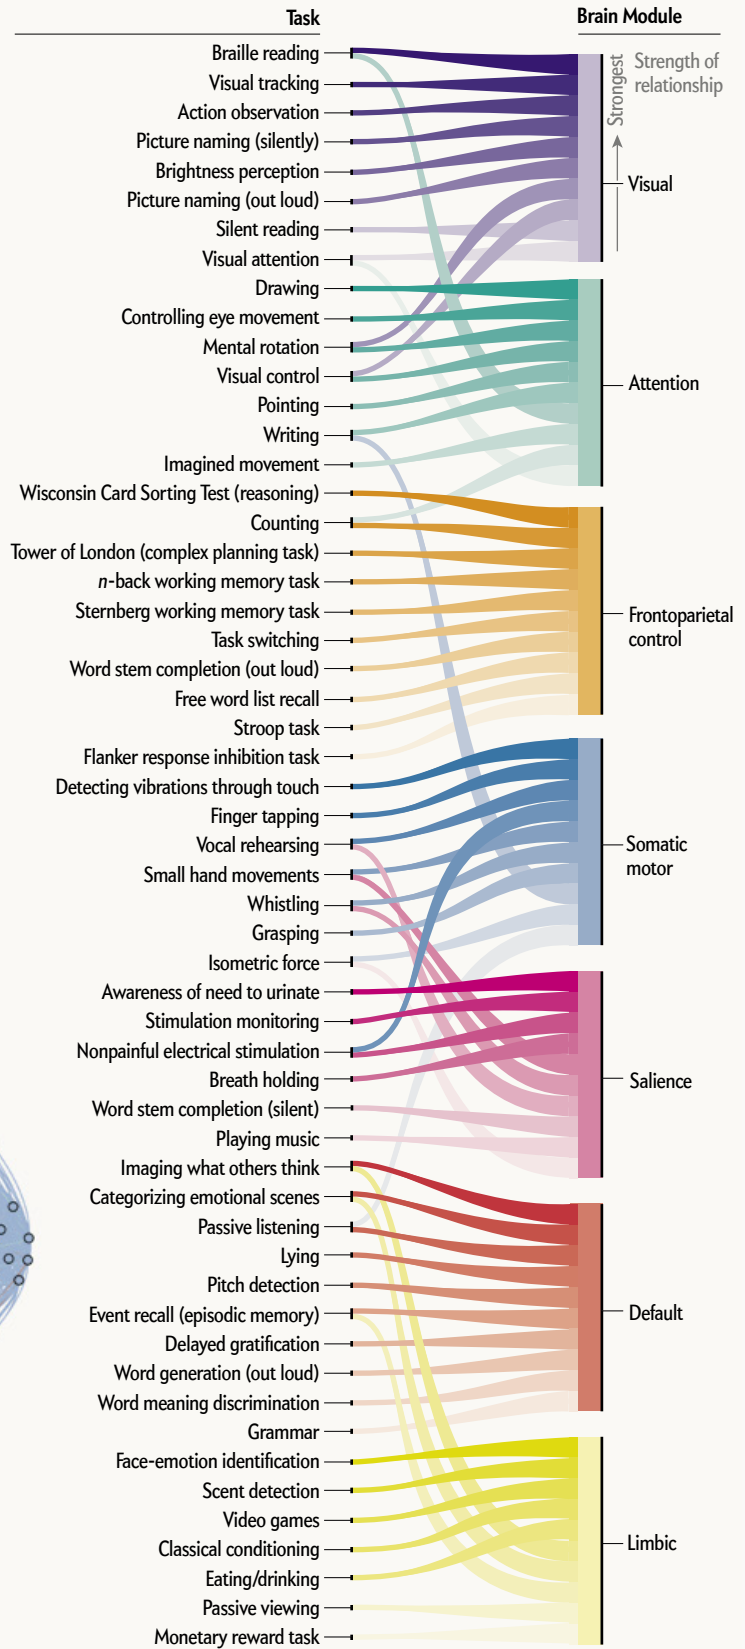 Task
Brain Module
Braille reading
Visual tracking
Action observation
Picture naming (silently)
Brightness perception
Picture naming (out loud)
Silent reading
Visual attention
Drawing
Controlling eye movement
Mental rotation
Visual control
Pointing
Writing
Imagined movement
Wisconsin Card Sorting Test (reasoning)
Counting
Tower of London (complex planning task)
n-back working memory task
Sternberg working memory task
Task switching
Word stem completion (out loud)
Free word list recall
Stroop task
Flanker response inhibition task
Detecting vibrations through touch
Finger tapping
Vocal rehearsing
Small hand movements
Whistling
Grasping
Isometric force
Awareness of need to urinate
Stimulation monitoring
Nonpainful electrical stimulation
Breath holding
Word stem completion (silent)
Playing music
Imaging what others think
Categorizing emotional scenes
Passive listening
Lying
Pitch detection
Event recall (episodic memory)
Delayed gratification
Word generation (out loud)
Word meaning discrimination
Grammar
Face-emotion identification
Scent detection
Video games
Classical conditioning
Eating/drinking
Passive viewing
Monetary reward task
Strongest
Strength of
relationship
Visual
Attention
Frontoparietal
control
Somatic
motor
Salience
Default
Limbic